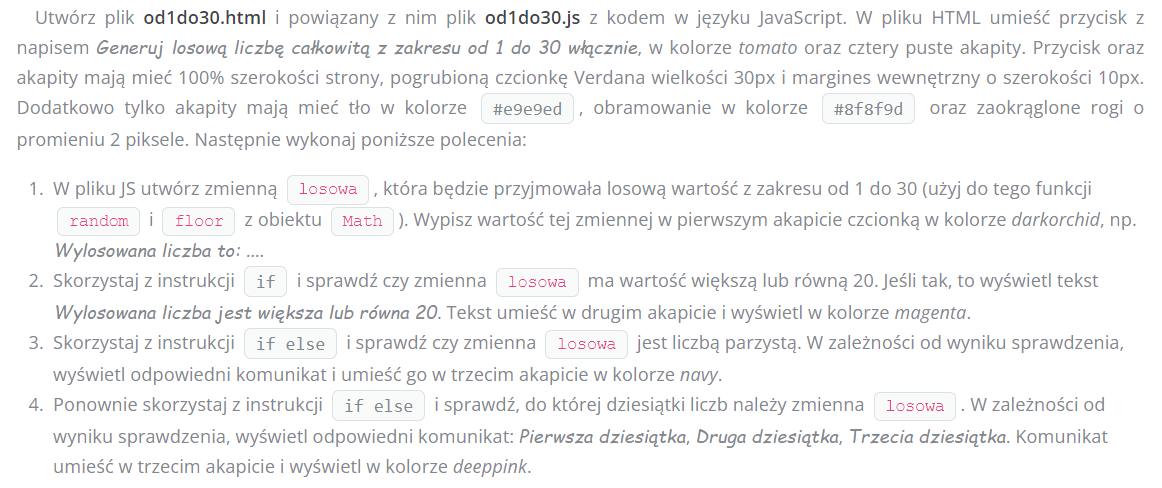 Utwórz plik od1do30.html i powiązany z nim plik od1do30.js z kodem w języku JavaScript. W pliku HTML umieść przycisk z
napisem Generuj losową liczbę całkowitą z zakresu od 1 do 30 włącznie, w kolorze tomato oraz cztery puste akapity. Przycisk oraz
akapity mają mieć 100% szerokości strony, pogrubioną czcionkę Verdana wielkości 30px i margines wewnętrzny o szerokości 10px.
Dodatkowo tylko akapity mają mieć tło w kolorze #e9e9ed, obramowanie w kolorze #8f8f9d oraz zaokrąglone rogi o
promieniu 2 piksele. Następnie wykonaj poniższe polecenia:
1. W pliku JS utwórz zmienną losowa, która będzie przyjmowała losową wartość z zakresu od 1 do 30 (użyj do tego funkcji
random i floor z obiektu Math). Wypisz wartość tej zmiennej w pierwszym akapicie czcionką w kolorze darkorchid, np.
Wylosowana liczba to: ....
2. Skorzystaj z instrukcji if i sprawdź czy zmienna losowa ma wartość większą lub równą 20. Jeśli tak, to wyświetl tekst
Wylosowana liczba jest większa lub równa 20. Tekst umieść w drugim akapicie i wyświetl w kolorze magenta.
3. Skorzystaj z instrukcji if else i sprawdź czy zmienna losowa jest liczbą parzystą. W zależności od wyniku sprawdzenia,
wyświetl odpowiedni komunikat i umieść go w trzecim akapicie w kolorze navy.
4. Ponownie skorzystaj z instrukcji if else i sprawdź, do której dziesiątki liczb należy zmienna losowa. W zależności od
wyniku sprawdzenia, wyświetl odpowiedni komunikat: Pierwsza dziesiątka, Druga dziesiątka, Trzecia dziesiątka. Komunikat
umieść w trzecim akapicie i wyświetl w kolorze deeppink.